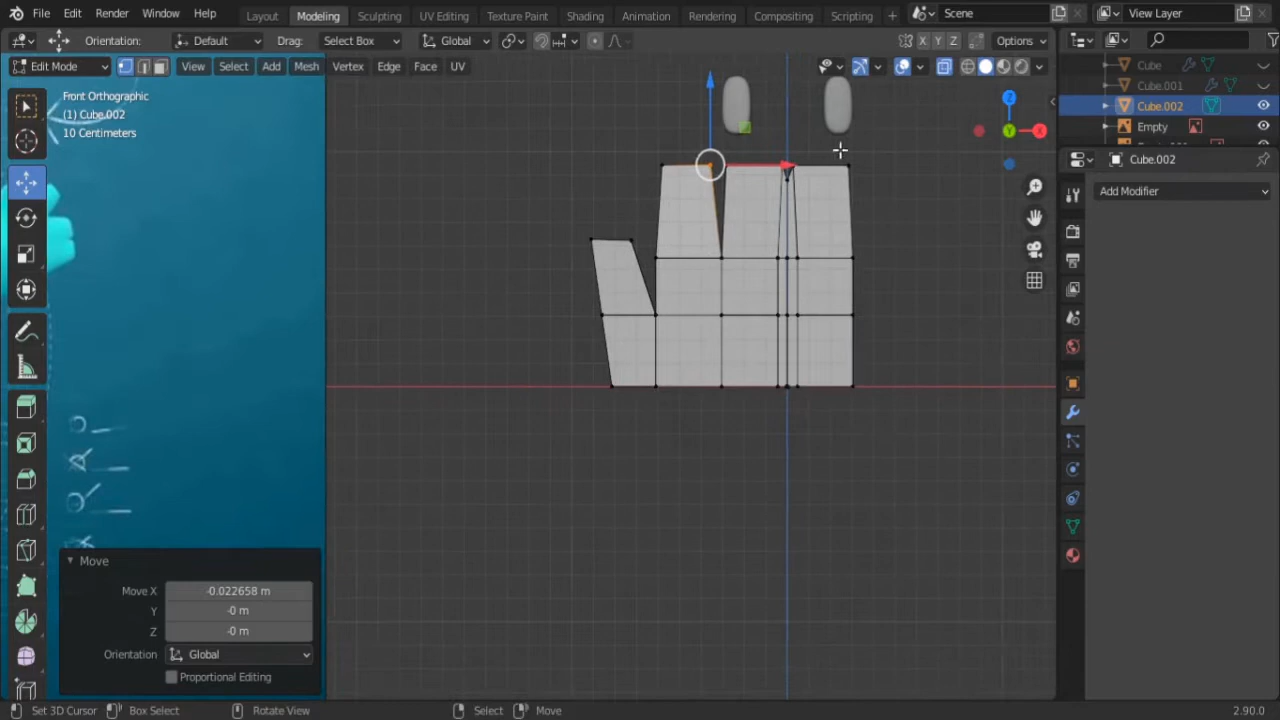 File Edit Render Window Help Layout Modeling Sculpting UV Editing Texture Paint Shading Animation Rendering Compositing Scripting + Scene View Layer
Orientation: Default Drag: Select Box Global X Y Z Options
Edit Mode View Select Add Mesh Vertex Edge Face UV
Cube
Cube.001
Cube.002
Empty
Front Orthographic
(1) Cube.002
10 Centimeters
Z
Y
X
Cube.002
Add Modifier
Move
Move X -0.022658 m
Y -0 m
Z -0 m
Orientation Global
Proportional Editing
Set 3D Cursor Box Select Rotate View Select Move 2.90.0